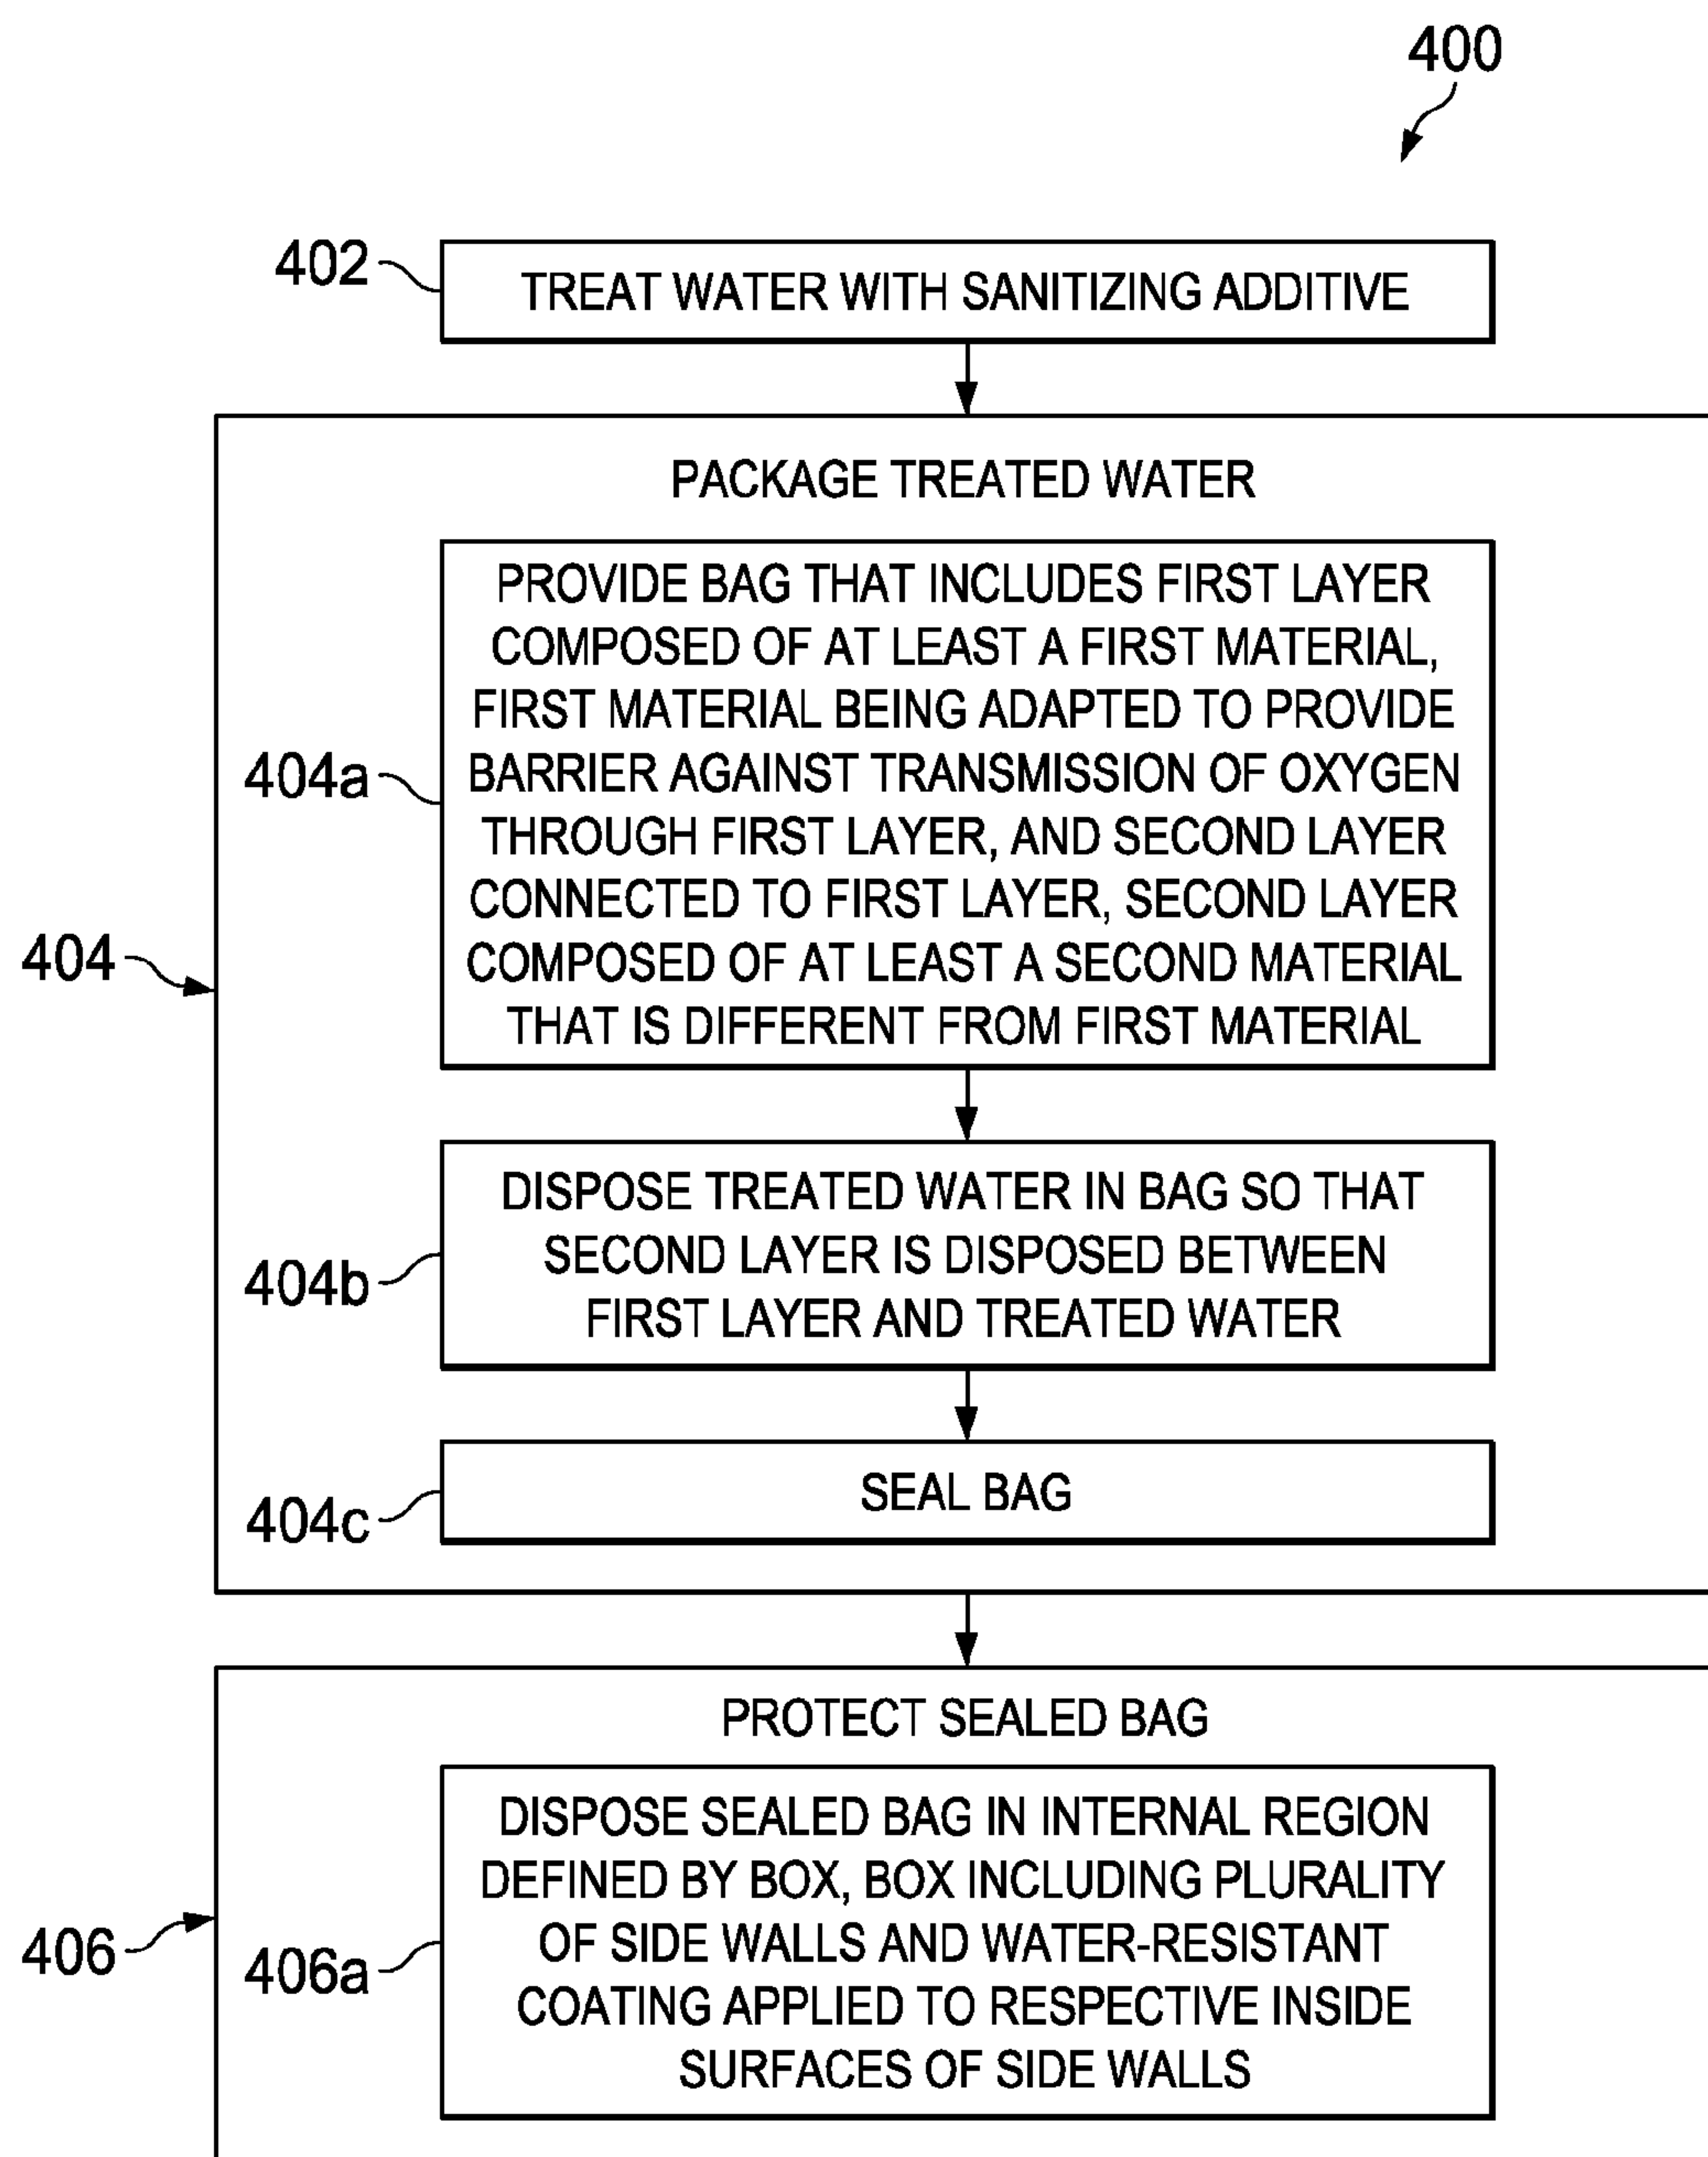 400
402
TREAT WATER WITH SANITIZING ADDITIVE
PACKAGE TREATED WATER
PROVIDE BAG THAT INCLUDES FIRST LAYER
COMPOSED OF AT LEAST A FIRST MATERIAL,
FIRST MATERIAL BEING ADAPTED TO PROVIDE
404a
BARRIER AGAINST TRANSMISSION OF OXYGEN
THROUGH FIRST LAYER, AND SECOND LAYER
CONNECTED TO FIRST LAYER, SECOND LAYER
404
COMPOSED OF AT LEAST A SECOND MATERIAL
THAT IS DIFFERENT FROM FIRST MATERIAL
DISPOSE TREATED WATER IN BAG SO THAT
SECOND LAYER IS DISPOSED BETWEEN
404b
FIRST LAYER AND TREATED WATER
SEAL BAG
404c
PROTECT SEALED BAG
DISPOSE SEALED BAG IN INTERNAL REGION
DEFINED BY BOX, BOX INCLUDING PLURALITY
OF SIDE WALLS AND WATER-RESISTANT
406
406a
COATING APPLIED TO RESPECTIVE INSIDE
SURFACES OF SIDE WALLS